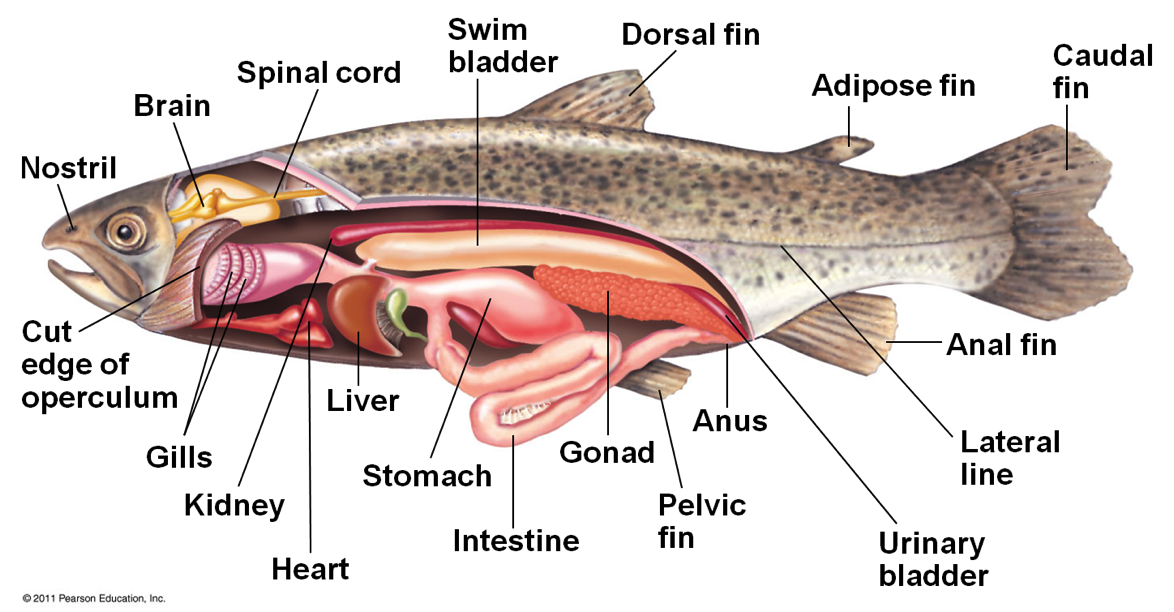 Swim
bladder
Dorsal fin
Caudal
fin
Spinal cord
Adipose fin
Brain
Nostril
Cut
edge of
operculum
Anal fin
Liver
Anus
Gills
Gonad
Lateral
line
Stomach
Kidney
Pelvic
fin
Intestine
Urinary
bladder
Heart
© 2011 Pearson Education, Inc.